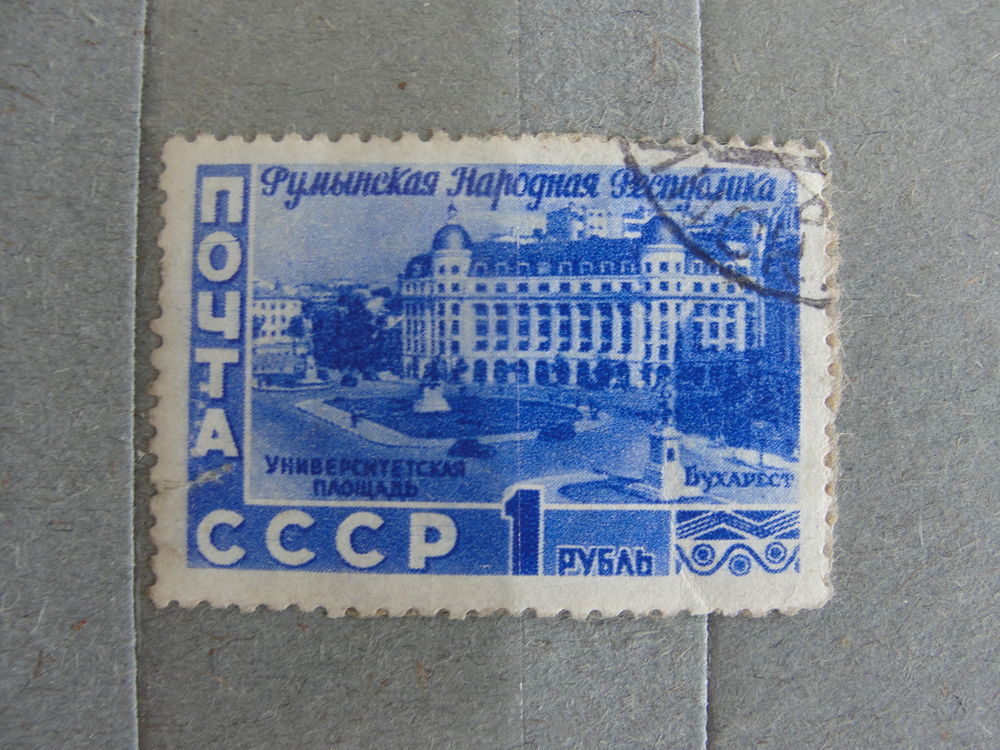 Румынская Народная Республика
ПОЧТА
УНИВЕРСИТЕТСКАЯ
ПЛОЩАДЬ
БУХАРЕСТ
СССР
1 РУБЛЬ